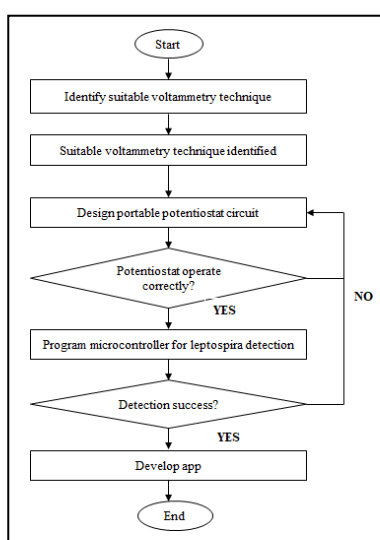 Start
Identify suitable voltammetry technique
Suitable voltammetry technique identified
Design portable potentiostat circuit
Potentiostat operate
correctly?
NO
YES
Program microcontroller for leptospira detection
Detection success?
YES
Develop app
End